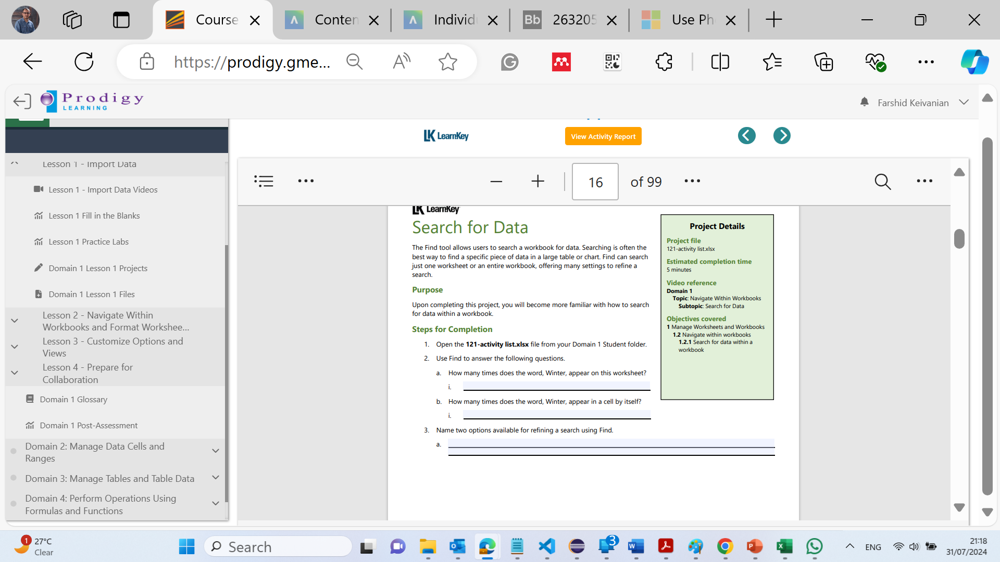 Course
Conten
Individ
Bb
263205
Use Ph
https://prodigy.gme...
Prodigy
LEARNING
Farshid Keivanian
LK LearnKey
View Activity Report
Lesson 1 - Import Data
Lesson 1 - Import Data Videos
Lesson 1 Fill in the Blanks
Lesson 1 Practice Labs
Domain 1 Lesson 1 Projects
Domain 1 Lesson 1 Files
Lesson 2 - Navigate Within
Workbooks and Format Workshee...
Lesson 3 - Customize Options and
Views
Lesson 4 - Prepare for
Collaboration
Domain 1 Glossary
Domain 1 Post-Assessment
Domain 2: Manage Data Cells and
Ranges
Domain 3: Manage Tables and Table Data
Domain 4: Perform Operations Using
Formulas and Functions
16 of 99
LK LearnKey
Search for Data
The Find tool allows users to search a workbook for data. Searching is often the
best way to find a specific piece of data in a large table or chart. Find can search
just one worksheet or an entire workbook, offering many settings to refine a
search.
Purpose
Upon completing this project, you will become more familiar with how to search
for data within a workbook.
Steps for Completion
1. Open the 121-activity list.xlsx file from your Domain 1 Student folder.
2. Use Find to answer the following questions.
a. How many times does the word, Winter, appear on this worksheet?
i.
b. How many times does the word, Winter, appear in a cell by itself?
i.
3. Name two options available for refining a search using Find.
a.
Project Details
Project file
121-activity list.xlsx
Estimated completion time
5 minutes
Video reference
Domain 1
Topic: Navigate Within Workbooks
Subtopic: Search for Data
Objectives covered
1 Manage Worksheets and Workbooks
1.2 Navigate within workbooks
1.2.1 Search for data within a
workbook
1
27°C
Clear
Search
3
ENG
21:18
31/07/2024